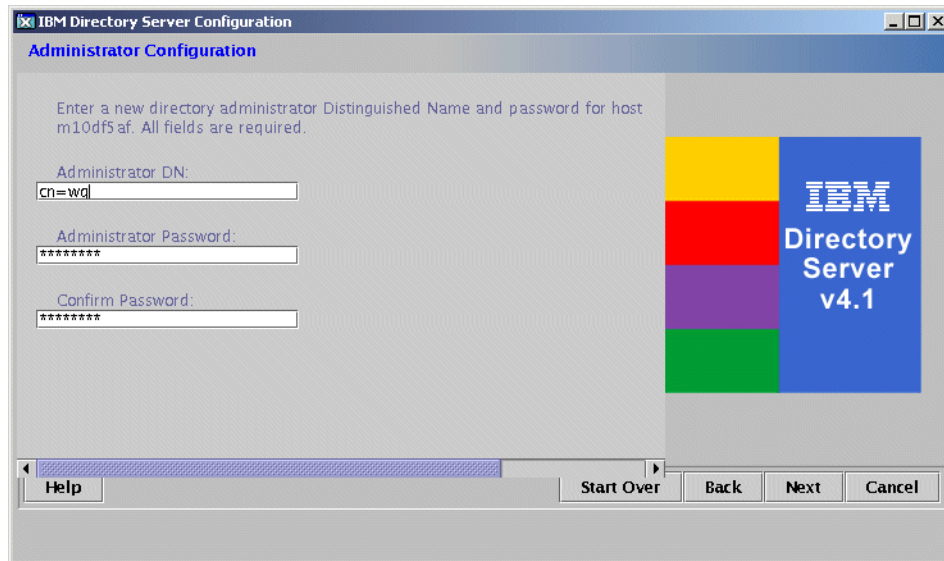 IBM Directory Server Configuration
Administrator Configuration
Enter a new directory administrator Distinguished Name and password for host
m10df5af. All fields are required.
Administrator DN:
cn=wq
Administrator Password:
********
Confirm Password:
********
IBM
Directory
Server
v4.1
Help
Start Over
Back
Next
Cancel